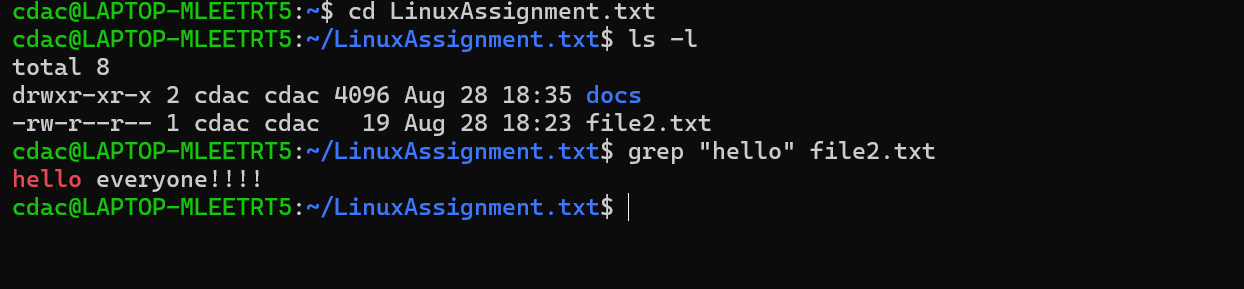 cdac@LAPTOP-MLEETRT5:~$ cd LinuxAssignment.txt
cdac@LAPTOP-MLEETRT5:~/LinuxAssignment.txt$ ls -l
total 8
drwxr-xr-x 2 cdac cdac 4096 Aug 28 18:35 docs
-rw-r--r-- 1 cdac cdac   19 Aug 28 18:23 file2.txt
cdac@LAPTOP-MLEETRT5:~/LinuxAssignment.txt$ grep "hello" file2.txt
hello everyone!!!!
cdac@LAPTOP-MLEETRT5:~/LinuxAssignment.txt$